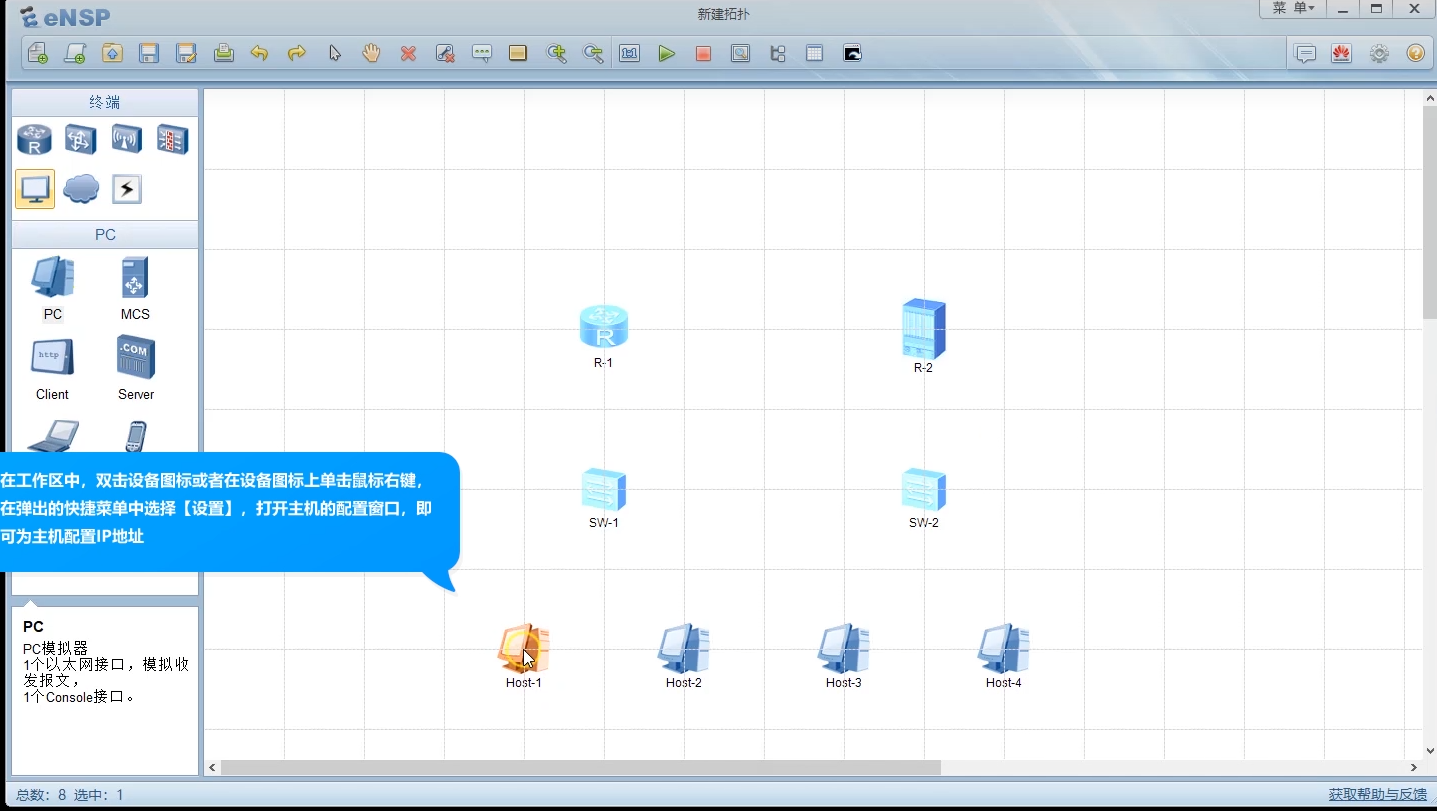 eNSP
新建拓扑
菜 单
终端
R
PC
PC
MCS
http
.COM
Client
Server
在工作区中，双击设备图标或者在设备图标上单击鼠标右键，
在弹出的快捷菜单中选择【设置】，打开主机的配置窗口，即
可为主机配置IP地址
R
R-1
R-2
SW-1
SW-2
Host-1
Host-2
Host-3
Host-4
PC
PC模拟器
1个以太网接口，模拟收
发报文，
1个Console接口。
总数：8 选中：1
获取帮助与反馈